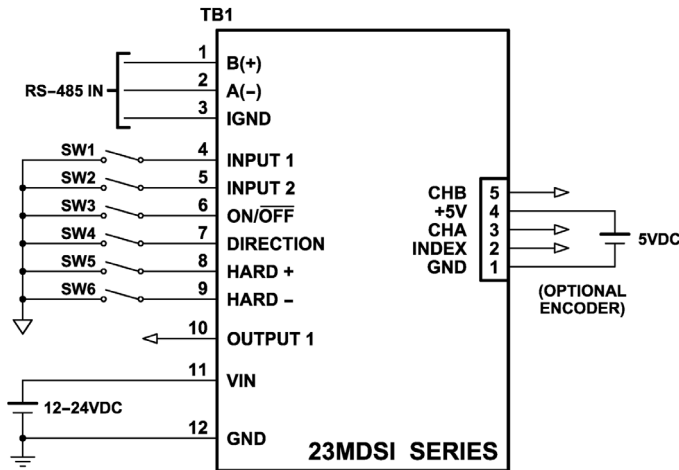 TB1
RS-485 IN
1 B(+)
2 A(-)
3 IGND
SW1 4 INPUT 1
SW2 5 INPUT 2
SW3 6 ON/OFF
SW4 7 DIRECTION
SW5 8 HARD +
SW6 9 HARD -
10 OUTPUT 1
11 VIN
12-24VDC
12 GND
CHB 5
+5V 4
CHA 3
INDEX 2
GND 1
5VDC
(OPTIONAL
ENCODER)
23MDSI SERIES